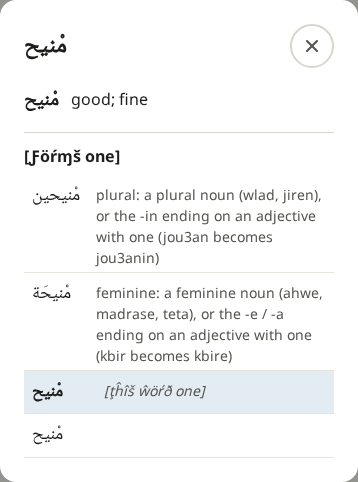 مْنيح
مْنيح good; fine
[Ƒöŕɱš one]
مْنيحين plural: a plural noun (wlad, jiren),
or the -in ending on an adjective
with one (jou3an becomes
jou3anin)
مْنيحَة feminine: a feminine noun (ahwe,
madrase, teta), or the -e / -a
ending on an adjective with one
(kbir becomes kbire)
مْنيح [ţĥîš ŵöŕð one]
مْنيح